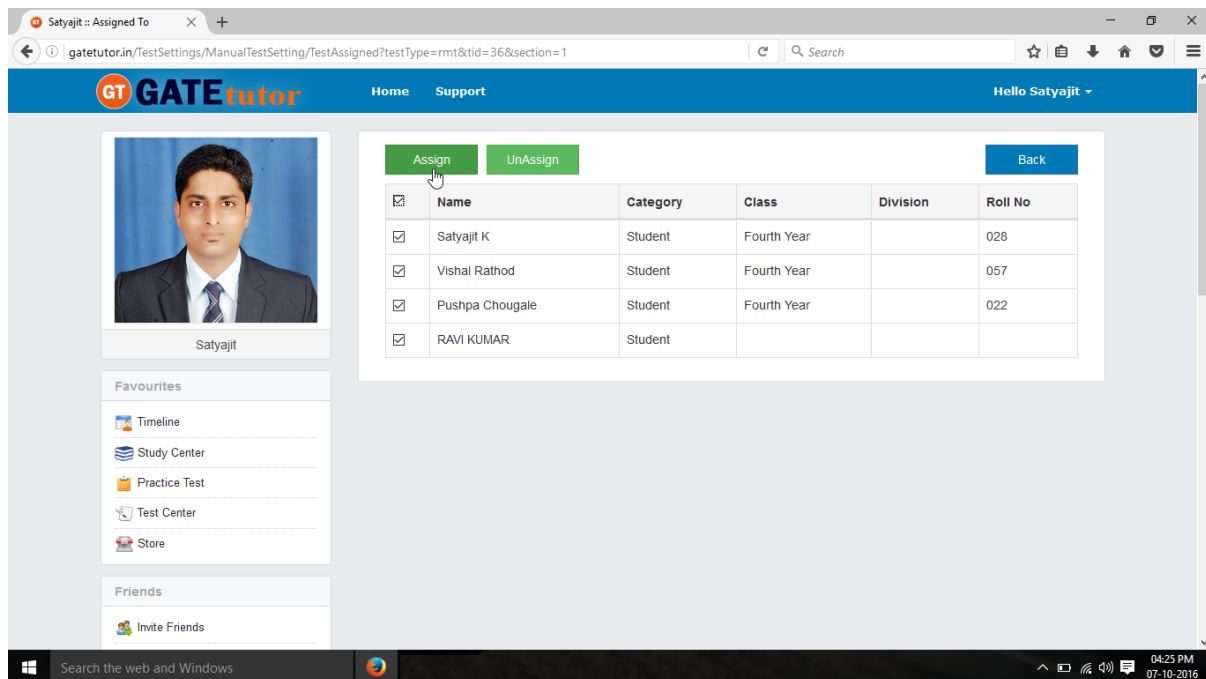 Satyajit :: Assigned To
gatetutor.in/TestSettings/ManualTestSetting/TestAssigned?testType=rmt&tid=36&section=1
Search
GT GATEtutor
Home Support Hello Satyajit
Assign UnAssign Back
Name Category Class Division Roll No
Satyajit K Student Fourth Year 028
Vishal Rathod Student Fourth Year 057
Pushpa Chougale Student Fourth Year 022
RAVI KUMAR Student
Satyajit
Favourites
Timeline
Study Center
Practice Test
Test Center
Store
Friends
Invite Friends
Search the web and Windows
04:25 PM
07-10-2016